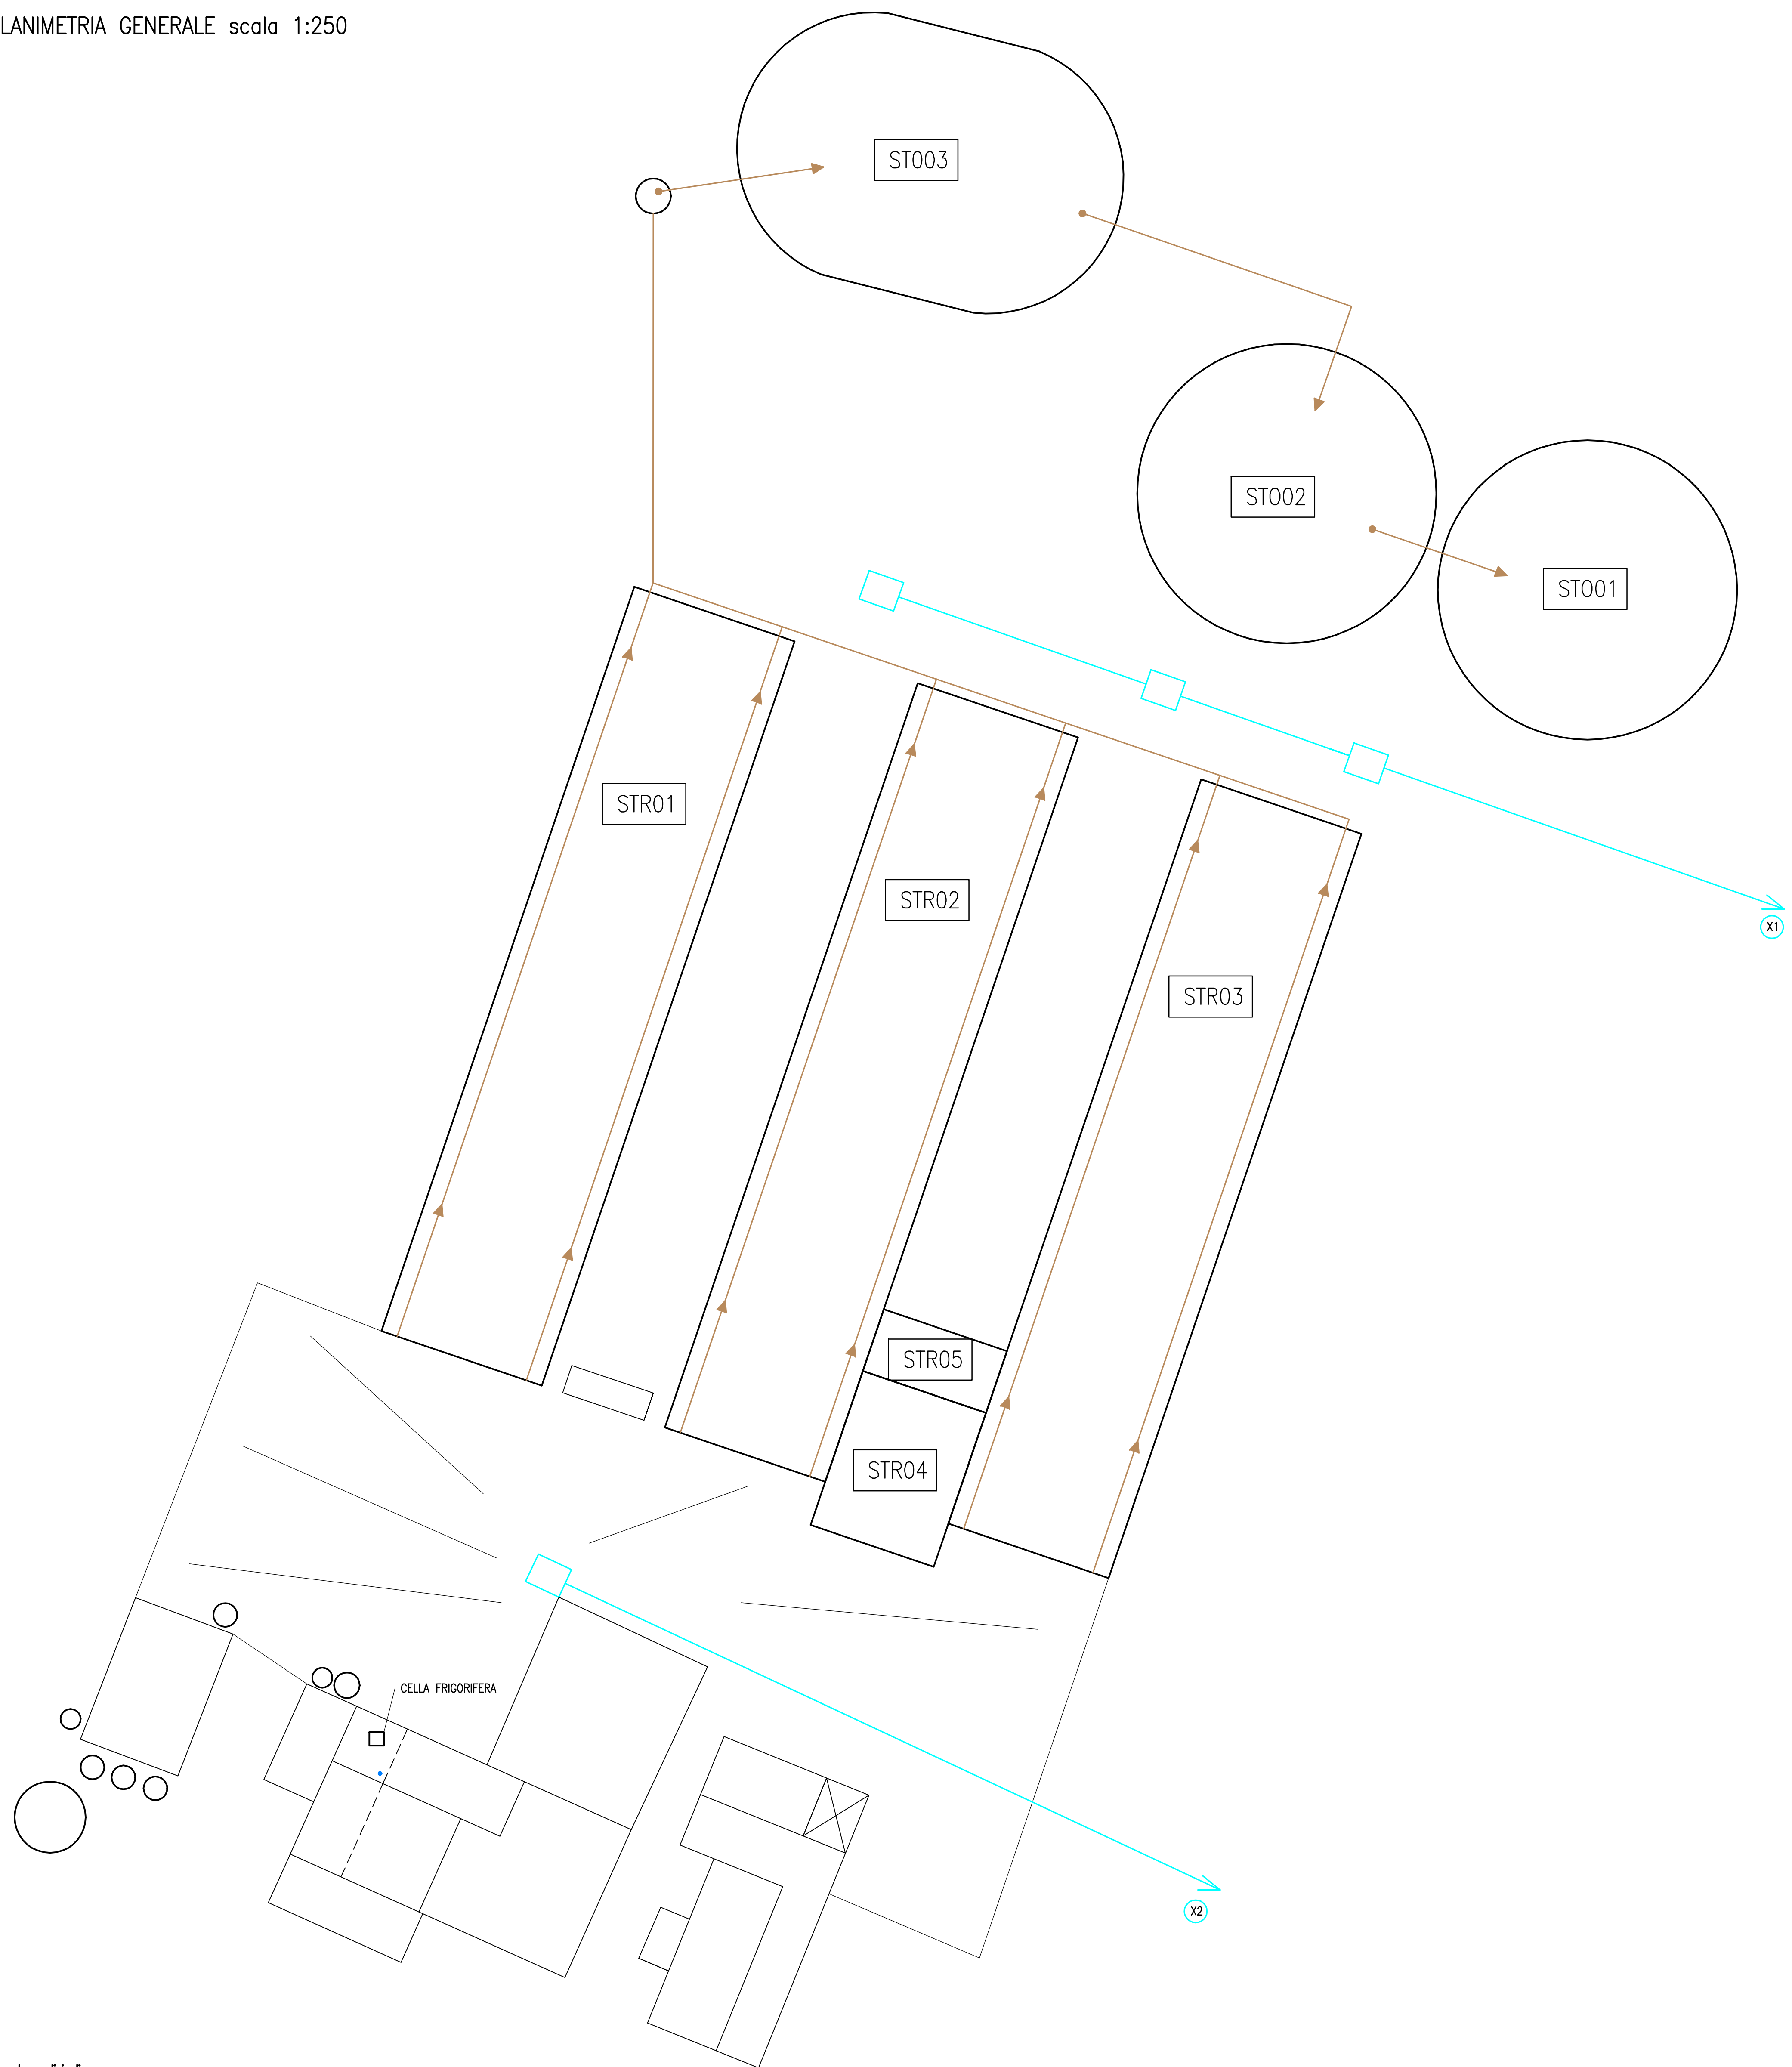 LANIMETRIA GENERALE scala 1:250
ST003
ST002
ST001
STR01
STR02
X1
STR03
STR05
STR04
CELLA FRIGORIFERA
X2